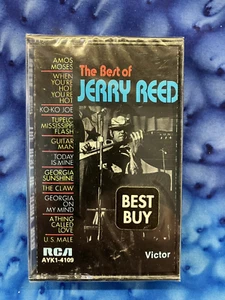 AMOS
MOSES
WHEN
YOU'RE
HOT
YOU'RE
HOT
KO-KO JOE
TUPELO
MISSISSIPPI
FLASH
GUITAR
MAN
TODAY
IS MINE
GEORGIA
SUNSHINE
THE CLAW
GEORGIA
ON MY
MIND
A THING
CALLED
LOVE
U.S. MALE
The Best of
JERRY REED
BEST
BUY
RCA
AYK1-4109
Victor